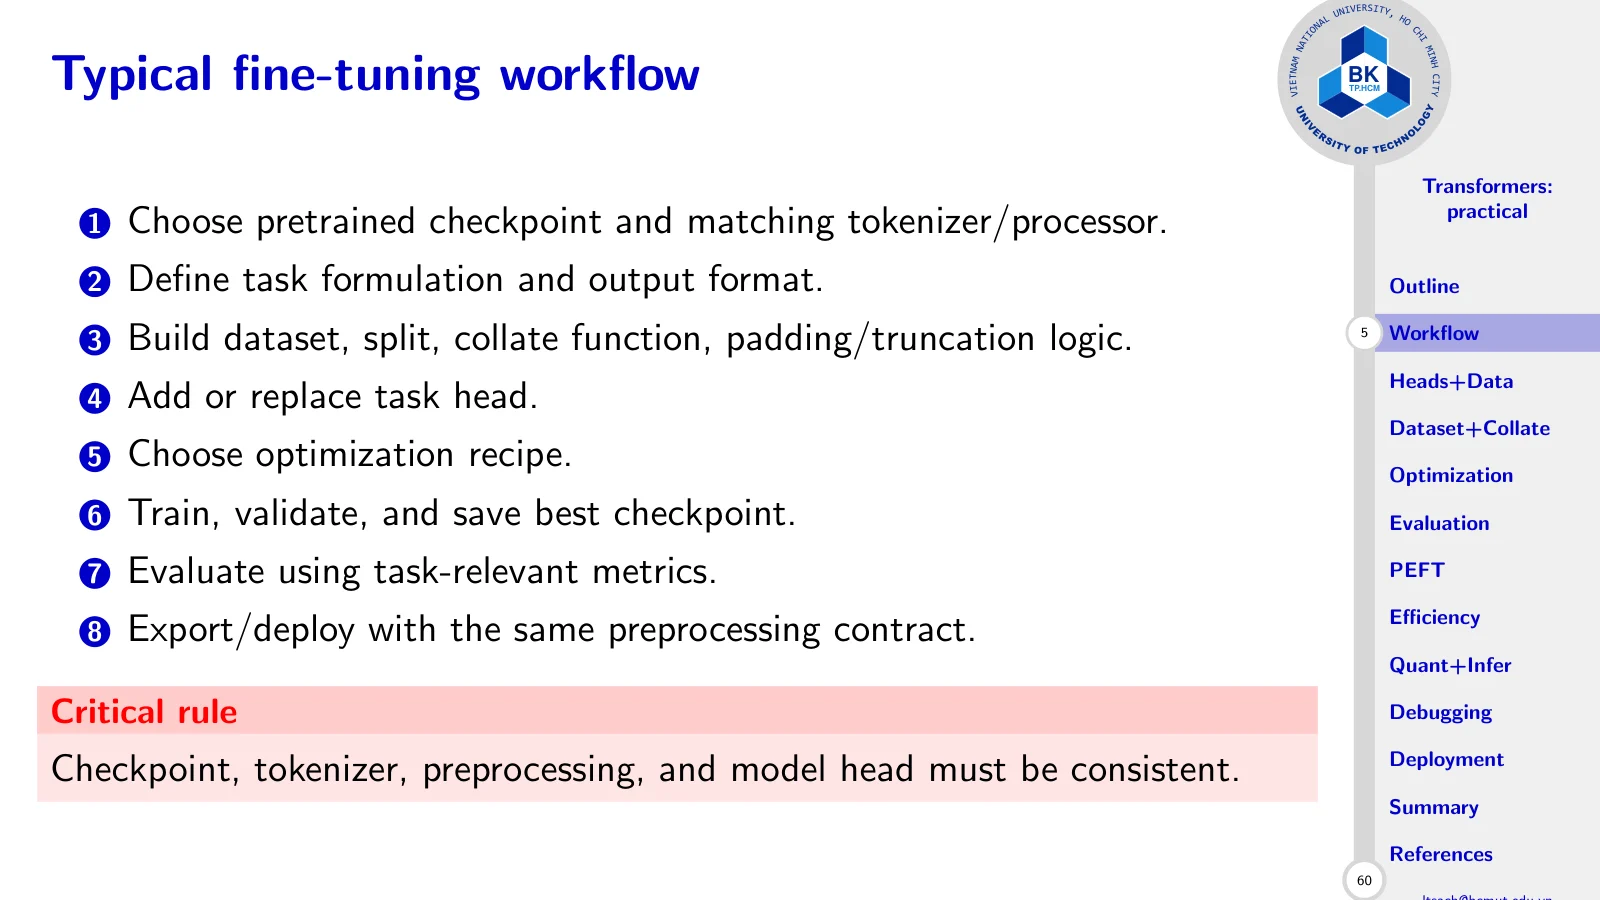 Typical fine-tuning workflow
1 Choose pretrained checkpoint and matching tokenizer/processor.
2 Define task formulation and output format.
3 Build dataset, split, collate function, padding/truncation logic.
4 Add or replace task head.
5 Choose optimization recipe.
6 Train, validate, and save best checkpoint.
7 Evaluate using task-relevant metrics.
8 Export/deploy with the same preprocessing contract.
Critical rule
Checkpoint, tokenizer, preprocessing, and model head must be consistent.
VIETNAM NATIONAL UNIVERSITY, HO CHI MINH CITY
BK
TP.HCM
UNIVERSITY OF TECHNOLOGY
Transformers:
practical
Outline
5 Workflow
Heads+Data
Dataset+Collate
Optimization
Evaluation
PEFT
Efficiency
Quant+Infer
Debugging
Deployment
Summary
References
60